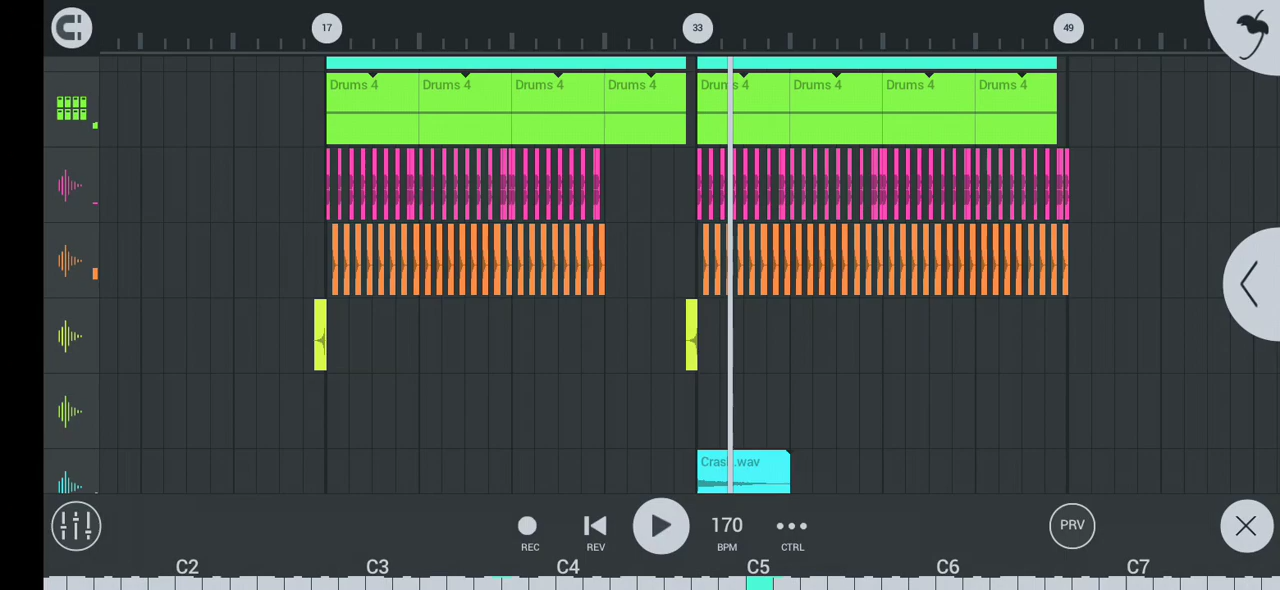 17 33 49
Drums 4 Drums 4 Drums 4 Drums 4 Drums 4 Drums 4 Drums 4 Drums 4
Crash.wav
170 PRV
REC REV BPM CTRL
C2 C3 C4 C5 C6 C7